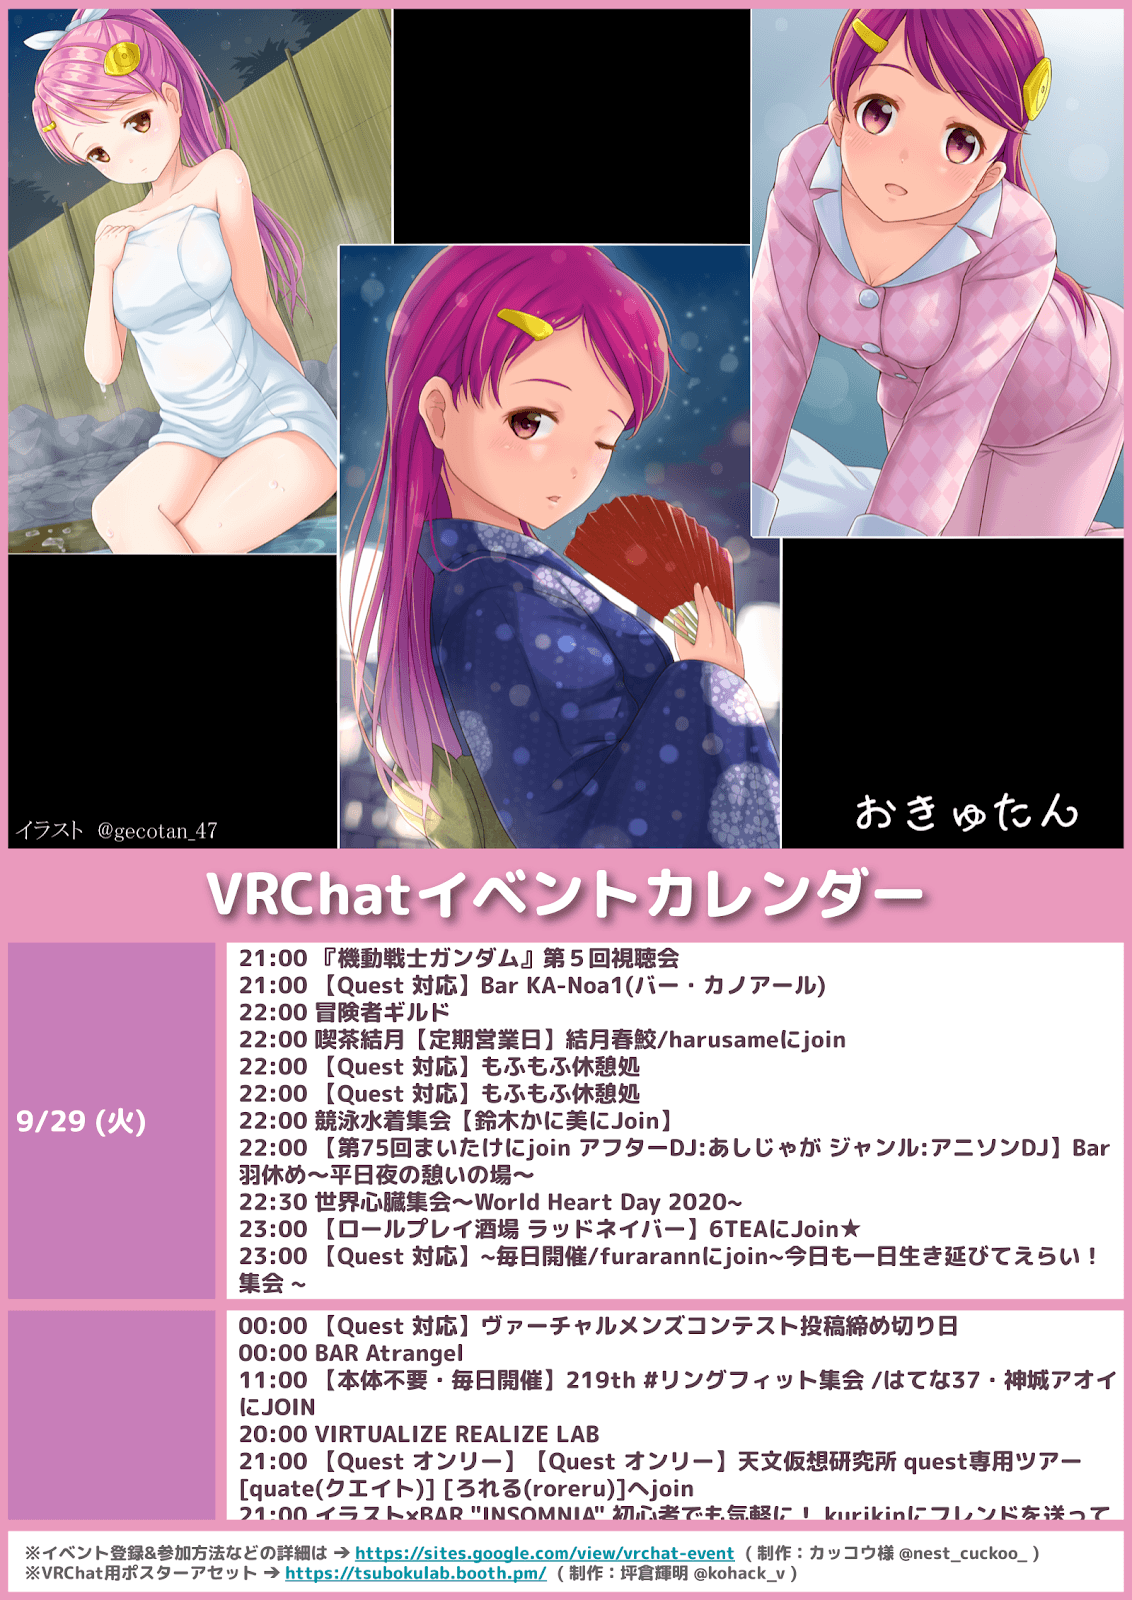 イラスト @gecotan_47
おきゅたん
VRChatイベントカレンダー
9/29 (火)
21:00 『機動戦士ガンダム』第５回視聴会
21:00 【Quest 対応】Bar KA-Noa1(バー・カノアール)
22:00 冒険者ギルド
22:00 喫茶結月【定期営業日】結月春鮫/harusameにjoin
22:00 【Quest 対応】もふもふ休憩処
22:00 【Quest 対応】もふもふ休憩処
22:00 競泳水着集会【鈴木かに美にJoin】
22:00 【第75回まいたけにjoin アフターDJ:あしじゃが ジャンル:アニソンDJ】Bar
羽休め～平日夜の憩いの場～
22:30 世界心臓集会～World Heart Day 2020~
23:00 【ロールプレイ酒場 ラッドネイバー】6TEAにJoin★
23:00 【Quest 対応】~毎日開催/furarannにjoin~今日も一日生き延びてえらい！
集会 ~
00:00 【Quest 対応】ヴァーチャルメンズコンテスト投稿締め切り日
00:00 BAR Atrangel
11:00 【本体不要・毎日開催】219th #リングフィット集会 /はてな37・神城アオイ
にJOIN
20:00 VIRTUALIZE REALIZE LAB
21:00 【Quest オンリー】【Quest オンリー】天文仮想研究所 quest専用ツアー
[quate(クエイト)] [ろれる(roreru)]へjoin
21:00 イラスト×BAR "INSOMNIA" 初心者でも気軽に！ kurikinにフレンドを送って
※イベント登録&参加方法などの詳細は ➔ https://sites.google.com/view/vrchat-event ( 制作：カッコウ様 @nest_cuckoo_ )
※VRChat用ポスターアセット ➔ https://tsubokulab.booth.pm/ ( 制作：坪倉輝明 @kohack_v )